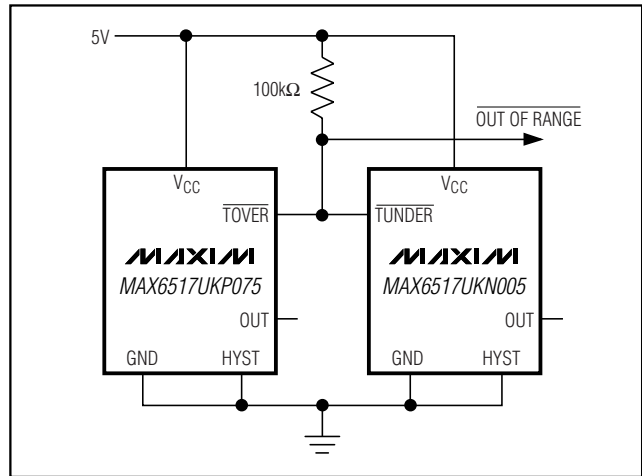 5V
100kΩ
OUT OF RANGE
VCC
TOVER
MAXIM
MAX6517UKP075
OUT
GND HYST
VCC
TUNDER
MAXIM
MAX6517UKN005
OUT
GND HYST